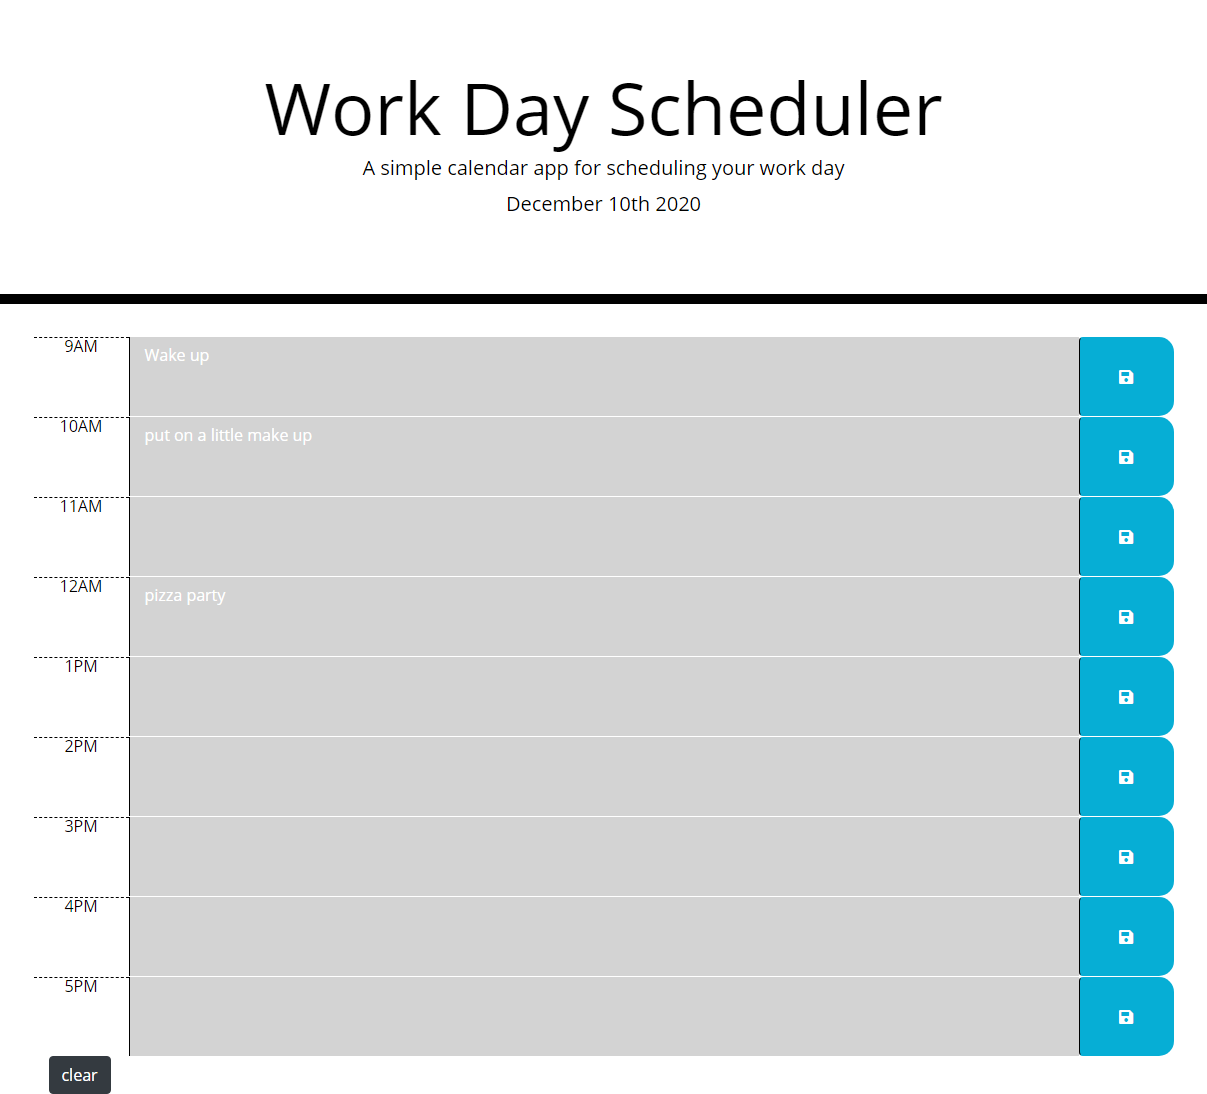 Work Day Scheduler
A simple calendar app for scheduling your work day
December 10th 2020
9AM
Wake up
10AM
put on a little make up
11AM
12AM
pizza party
1PM
2PM
3PM
4PM
5PM
clear